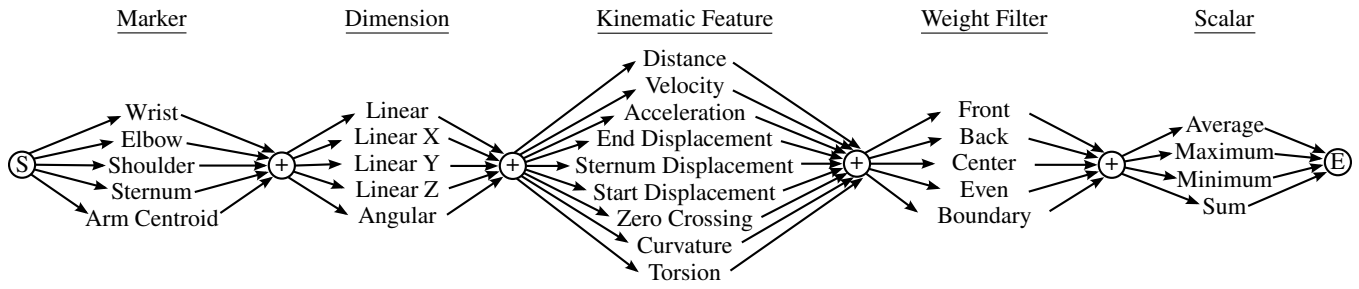 Marker
Dimension
Kinematic Feature
Weight Filter
Scalar
S
Wrist
Elbow
Shoulder
Sternum
Arm Centroid
+
Linear
Linear X
Linear Y
Linear Z
Angular
+
Distance
Velocity
Acceleration
End Displacement
Sternum Displacement
Start Displacement
Zero Crossing
Curvature
Torsion
+
Front
Back
Center
Even
Boundary
+
Average
Maximum
Minimum
Sum
E